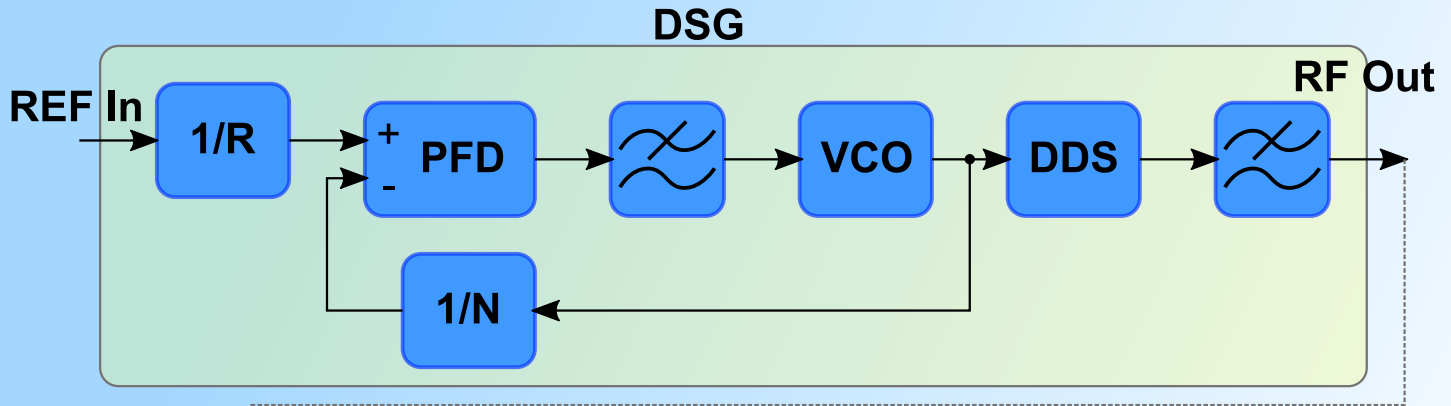 DSG
REF In
RF Out
1/R
+
-
PFD
VCO
DDS
1/N